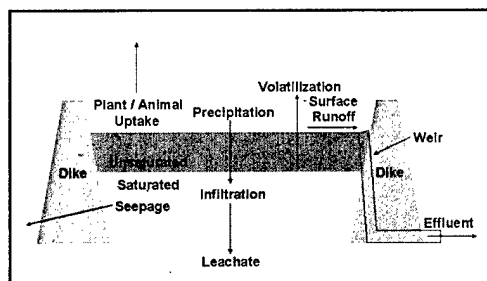 Volatilization
Plant / Animal
Uptake
Precipitation
Surface
Runoff
Weir
Unsaturated
Dike
Saturated
Dike
Seepage
Infiltration
Effluent
Leachate